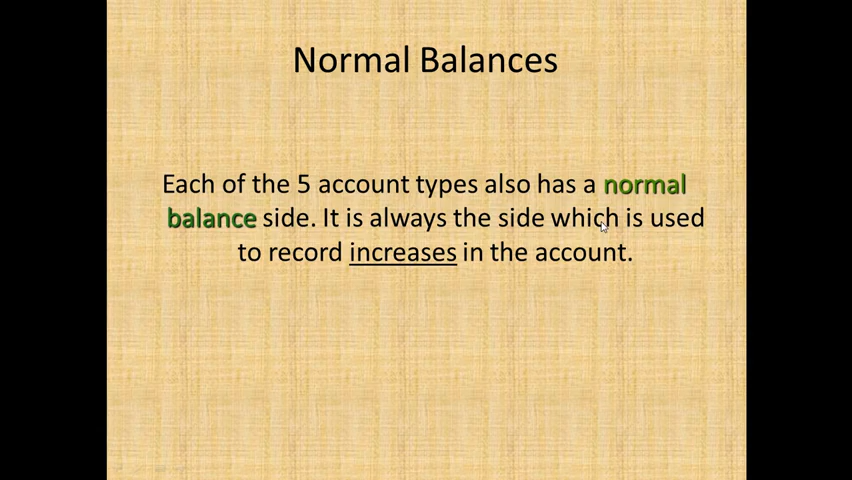 Normal Balances
Each of the 5 account types also has a normal
balance side. It is always the side which is used
to record increases in the account.